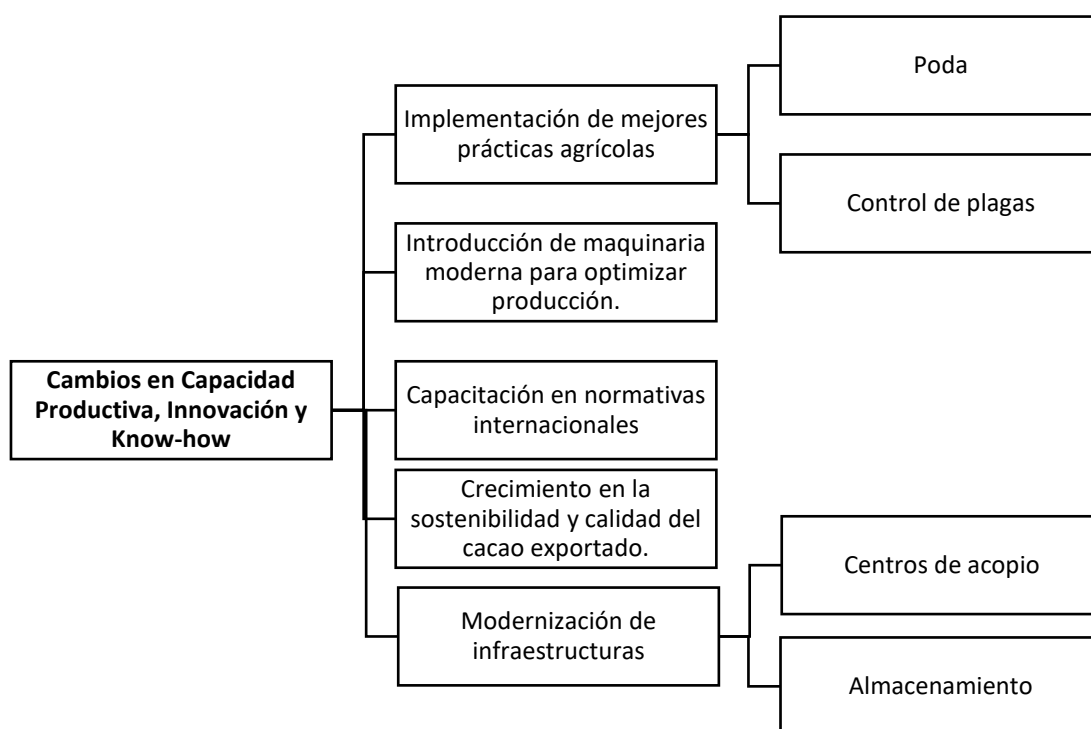 Cambios en Capacidad
Productiva, Innovación y
Know-how
Implementación de mejores
prácticas agrícolas
Poda
Control de plagas
Introducción de maquinaria
moderna para optimizar
producción.
Capacitación en normativas
internacionales
Crecimiento en la
sostenibilidad y calidad del
cacao exportado.
Modernización de
infraestructuras
Centros de acopio
Almacenamiento